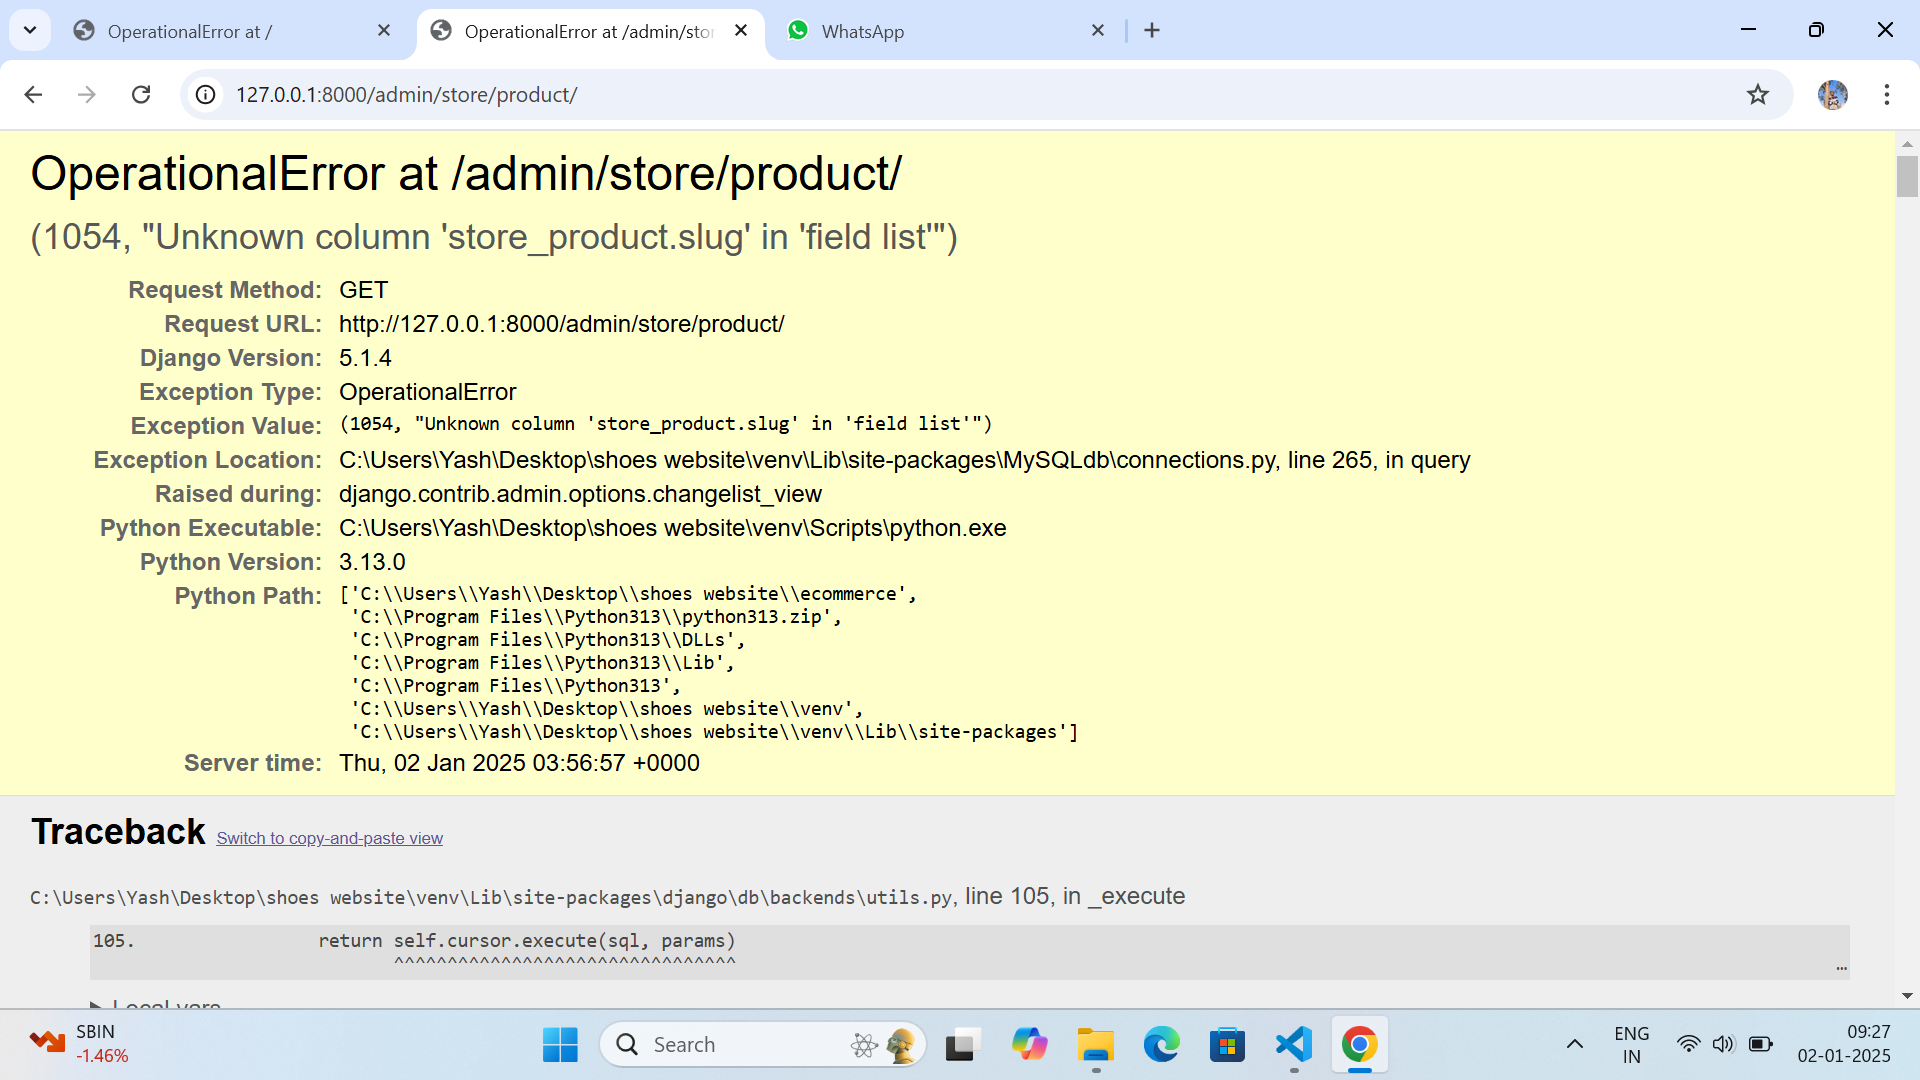 OperationalError at /
OperationalError at /admin/stor
WhatsApp
127.0.0.1:8000/admin/store/product/
OperationalError at /admin/store/product/
(1054, "Unknown column 'store_product.slug' in 'field list'")
Request Method: GET
Request URL: http://127.0.0.1:8000/admin/store/product/
Django Version: 5.1.4
Exception Type: OperationalError
Exception Value: (1054, "Unknown column 'store_product.slug' in 'field list'")
Exception Location: C:\Users\Yash\Desktop\shoes website\venv\Lib\site-packages\MySQLdb\connections.py, line 265, in query
Raised during: django.contrib.admin.options.changelist_view
Python Executable: C:\Users\Yash\Desktop\shoes website\venv\Scripts\python.exe
Python Version: 3.13.0
Python Path: ['C:\\Users\\Yash\\Desktop\\shoes website\\ecommerce',
'C:\\Program Files\\Python313\\python313.zip',
'C:\\Program Files\\Python313\\DLLs',
'C:\\Program Files\\Python313\\Lib',
'C:\\Program Files\\Python313',
'C:\\Users\\Yash\\Desktop\\shoes website\\venv',
'C:\\Users\\Yash\\Desktop\\shoes website\\venv\\Lib\\site-packages']
Server time: Thu, 02 Jan 2025 03:56:57 +0000
Traceback Switch to copy-and-paste view
C:\Users\Yash\Desktop\shoes website\venv\Lib\site-packages\django\db\backends\utils.py, line 105, in _execute
105. return self.cursor.execute(sql, params)
^^^^^^^^^^^^^^^^^^^^^^^^^^^^^^^^
…
Local vars
SBIN
-1.46%
Search
ENG
IN
09:27
02-01-2025